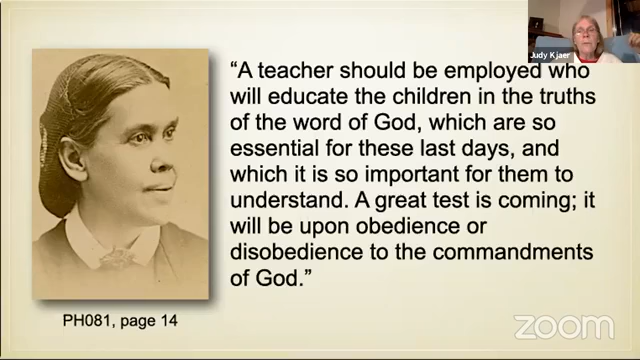 Judy Kjaer
“A teacher should be employed who
will educate the children in the truths
of the word of God, which are so
essential for these last days, and
which it is so important for them to
understand. A great test is coming; it
will be upon obedience or
disobedience to the commandments
of God.”
PH081, page 14
zoom